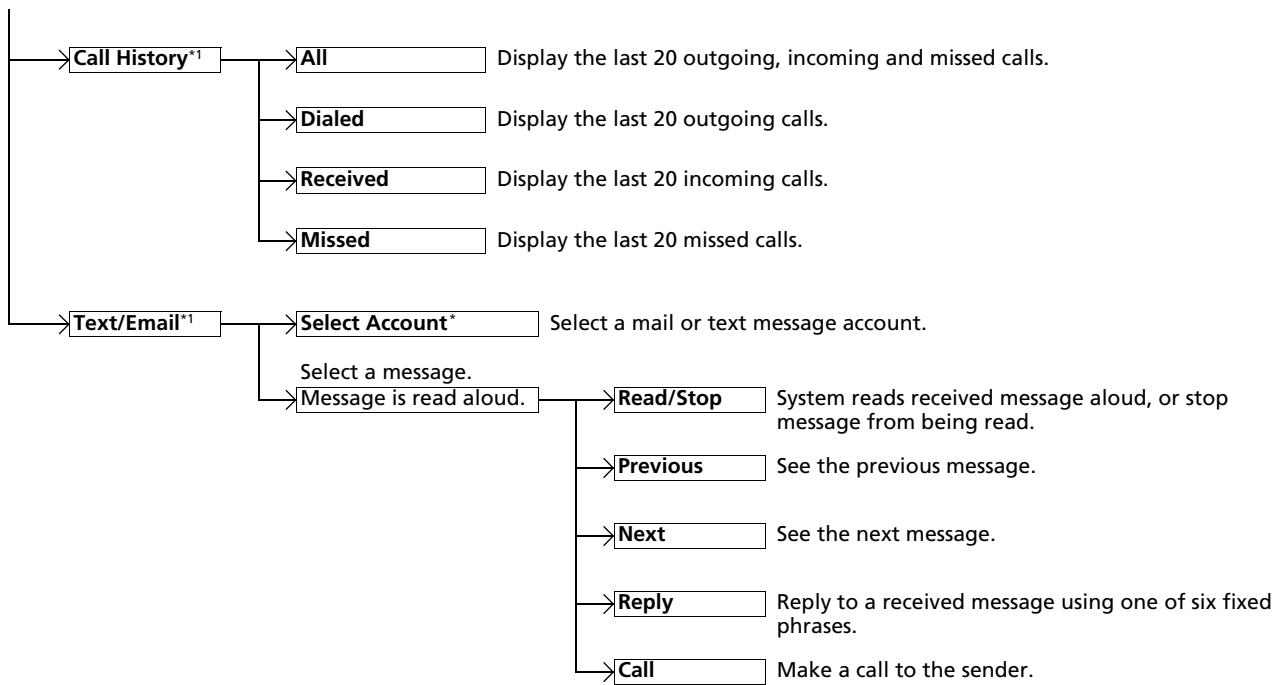 Call History*1
All
Display the last 20 outgoing, incoming and missed calls.
Dialed
Display the last 20 outgoing calls.
Received
Display the last 20 incoming calls.
Missed
Display the last 20 missed calls.
Text/Email*1
Select Account*
Select a mail or text message account.
Select a message.
Message is read aloud.
Read/Stop
System reads received message aloud, or stop
message from being read.
Previous
See the previous message.
Next
See the next message.
Reply
Reply to a received message using one of six fixed
phrases.
Call
Make a call to the sender.